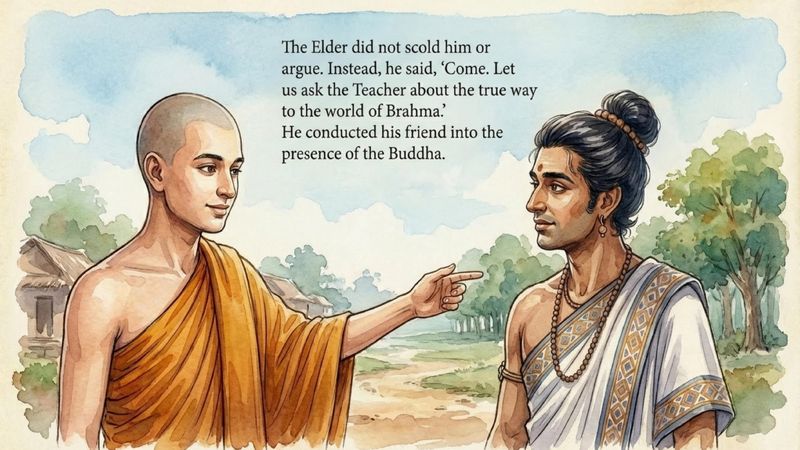 The Elder did not scold him or
argue. Instead, he said, ‘Come. Let
us ask the Teacher about the true way
to the world of Brahma.’
He conducted his friend into the
presence of the Buddha.